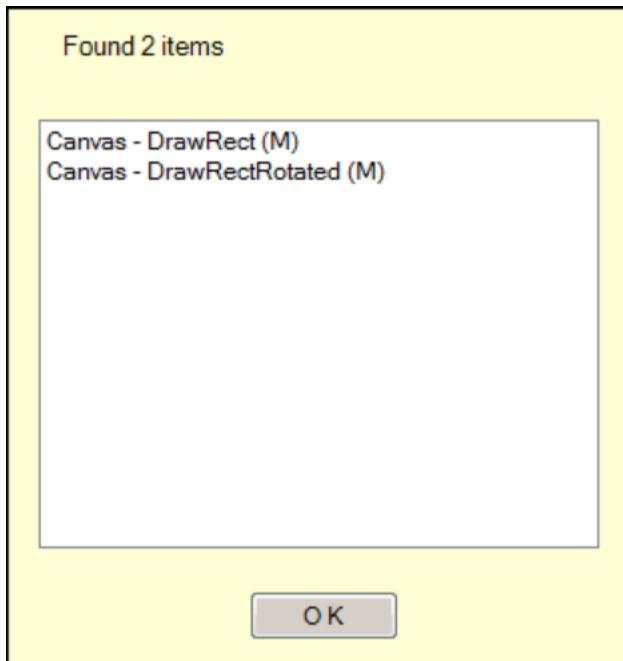 Found 2 items
Canvas - DrawRect (M)
Canvas - DrawRectRotated (M)
OK